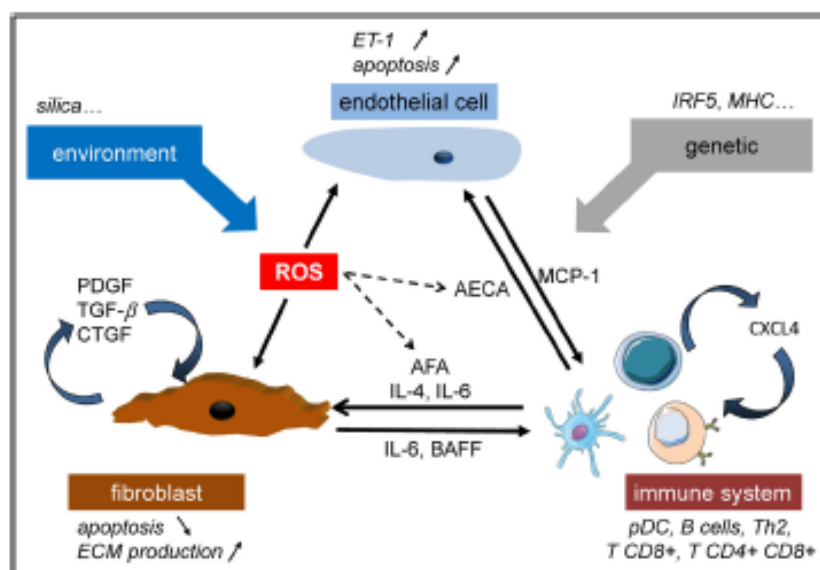 ET-1 ↗
apoptosis ↗
endothelial cell
silica...
environment
IRF5, MHC...
genetic
ROS
AECA
MCP-1
PDGF
TGF-β
CTGF
CXCL4
AFA
IL-4, IL-6
IL-6, BAFF
fibroblast
apoptosis ↘
ECM production ↗
immune system
pDC, B cells, Th2,
T CD8+, T CD4+ CD8+